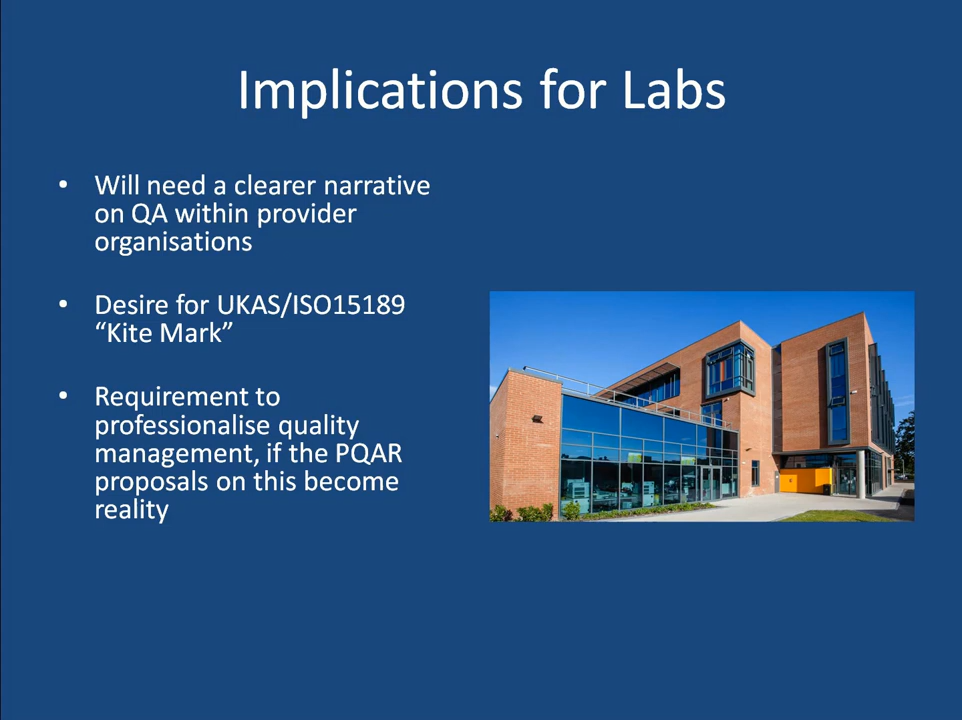 Implications for Labs
• Will need a clearer narrative
on QA within provider
organisations
• Desire for UKAS/ISO15189
“Kite Mark”
• Requirement to
professionalise quality
management, if the PQAR
proposals on this become
reality